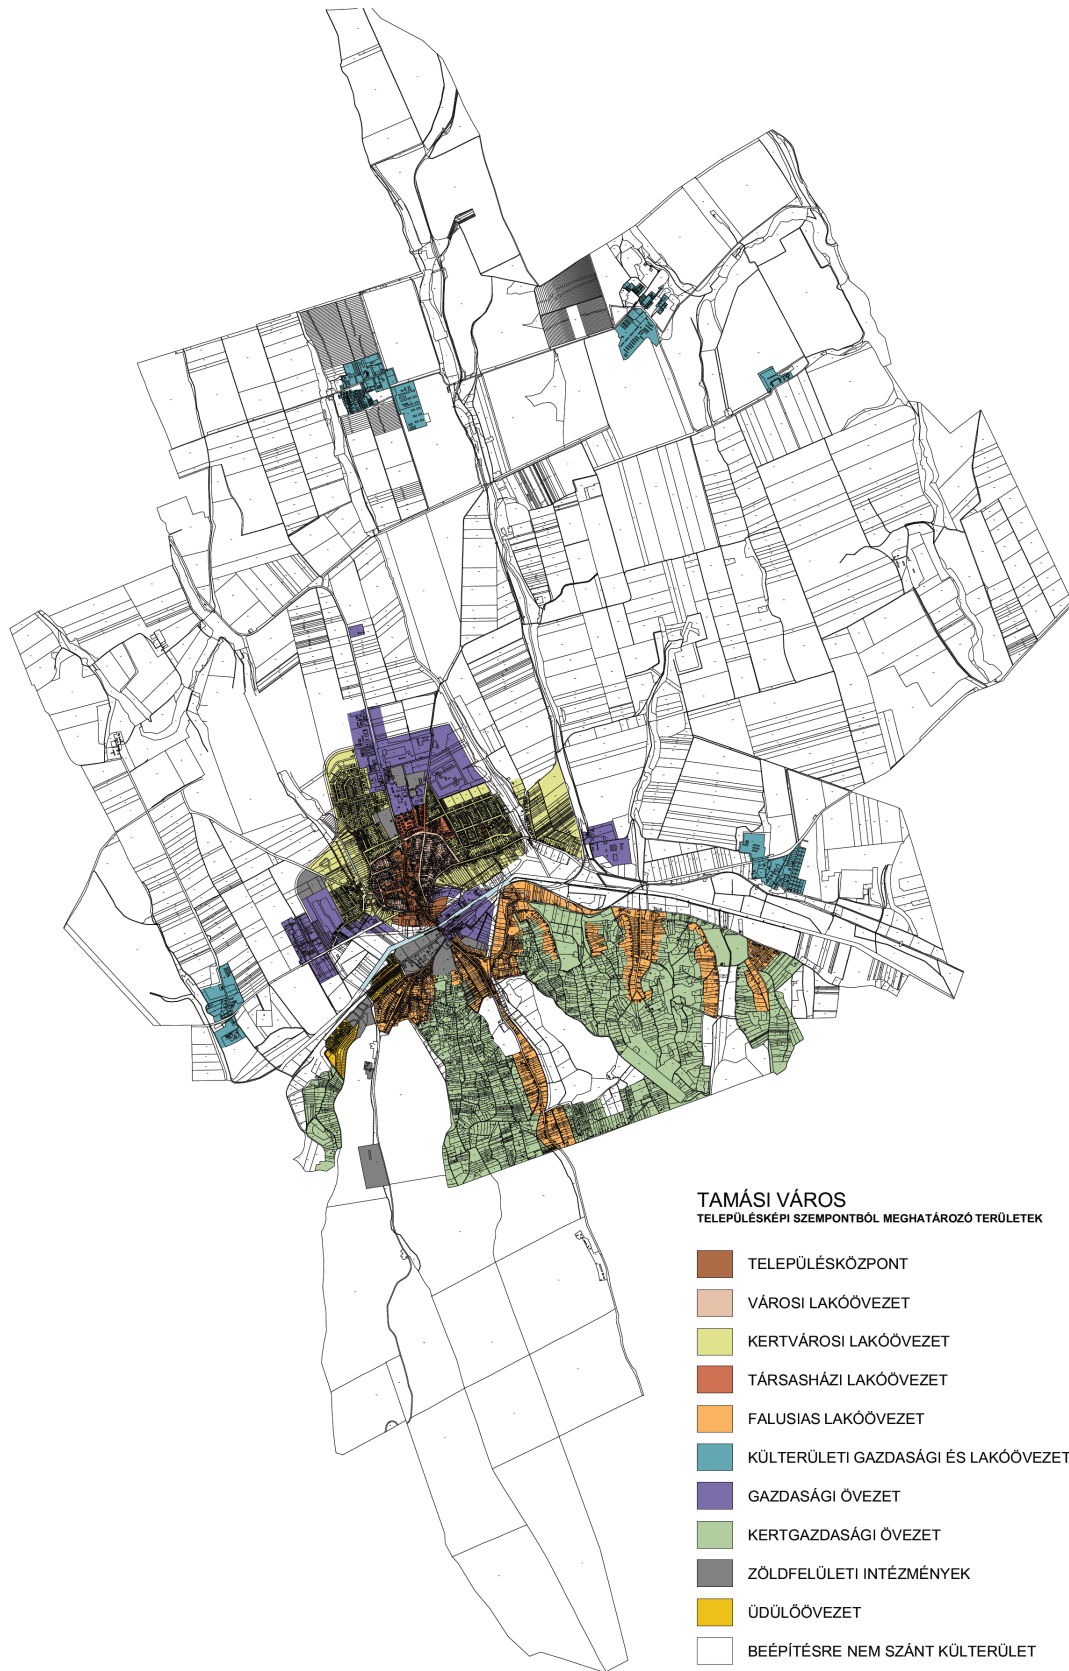 TAMÁSI VÁROS
TELEPÜLÉSKÉPI SZEMPONTBÓL MEGHATÁROZÓ TERÜLETEK
TELEPÜLÉSKÖZPONT
VÁROSI LAKÓÖVEZET
KERTVÁROSI LAKÓÖVEZET
TÁRSASHÁZI LAKÓÖVEZET
FALUSIAS LAKÓÖVEZET
KÜLTERÜLETI GAZDASÁGI ÉS LAKÓÖVEZET
GAZDASÁGI ÖVEZET
KERTGAZDASÁGI ÖVEZET
ZÖLDFELÜLETI INTÉZMÉNYEK
ÜDÜLŐÖVEZET
BEÉPÍTÉSRE NEM SZÁNT KÜLTERÜLET